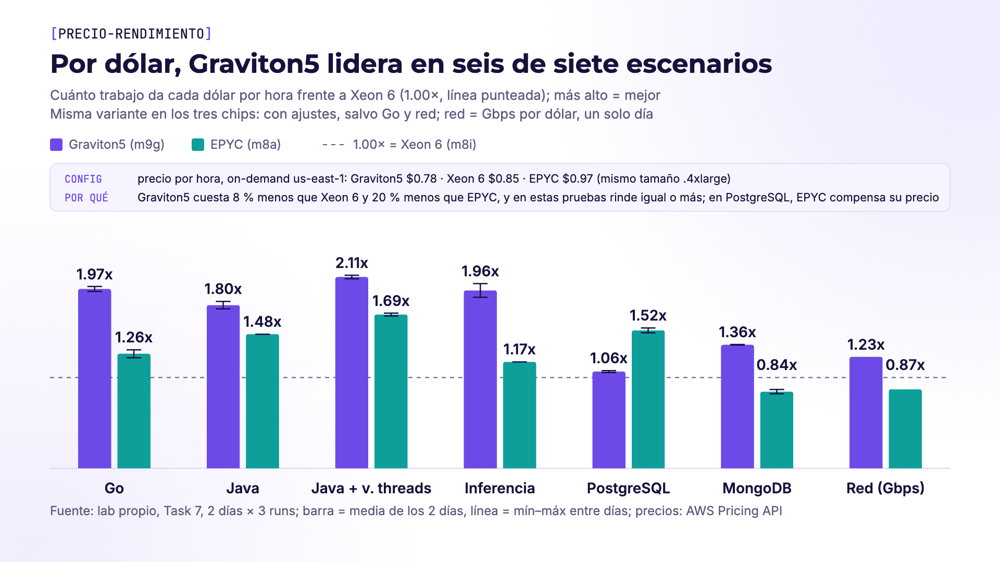 [PRECIO-RENDIMIENTO]
Por dólar, Graviton5 lidera en seis de siete escenarios
Cuánto trabajo da cada dólar por hora frente a Xeon 6 (1.00×, línea punteada); más alto = mejor
Misma variante en los tres chips: con ajustes, salvo Go y red; red = Gbps por dólar, un solo día
Graviton5 (m9g) EPYC (m8a) --- 1.00× = Xeon 6 (m8i)
CONFIG precio por hora, on-demand us-east-1: Graviton5 $0.78 · Xeon 6 $0.85 · EPYC $0.97 (mismo tamaño .4xlarge)
POR QUÉ Graviton5 cuesta 8 % menos que Xeon 6 y 20 % menos que EPYC, y en estas pruebas rinde igual o más; en PostgreSQL, EPYC compensa su precio
1.97x 1.26x
1.80x 1.48x
2.11x 1.69x
1.96x 1.17x
1.06x 1.52x
1.36x 0.84x
1.23x 0.87x
Go Java Java + v. threads Inferencia PostgreSQL MongoDB Red (Gbps)
Fuente: lab propio, Task 7, 2 días × 3 runs; barra = media de los 2 días, línea = mín–máx entre días; precios: AWS Pricing API